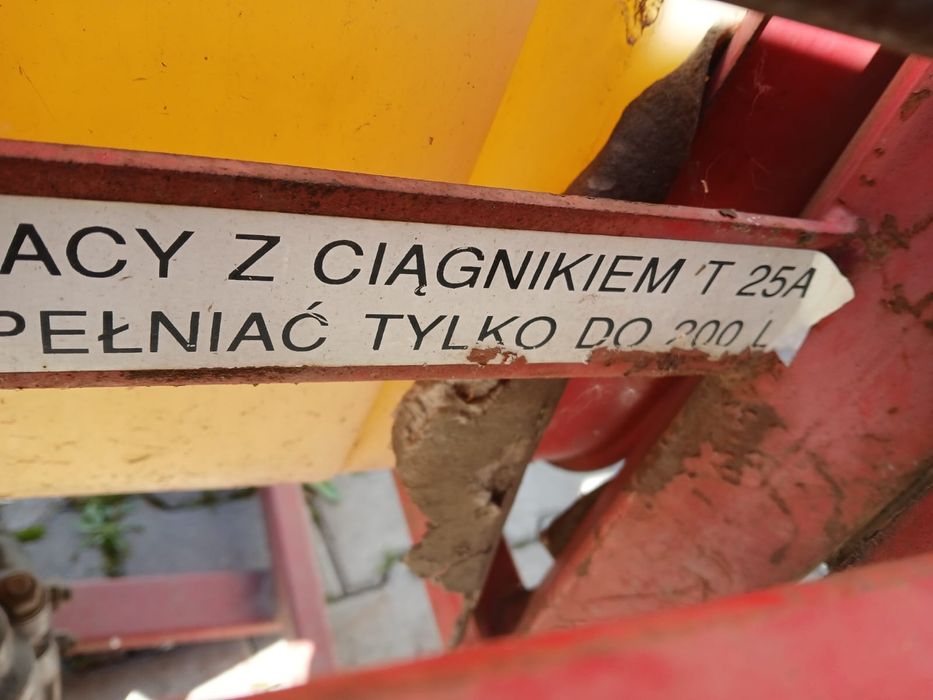 ACY Z CIĄGNIKIEM T 25A
PEŁNIAĆ TYLKO DO 200 L